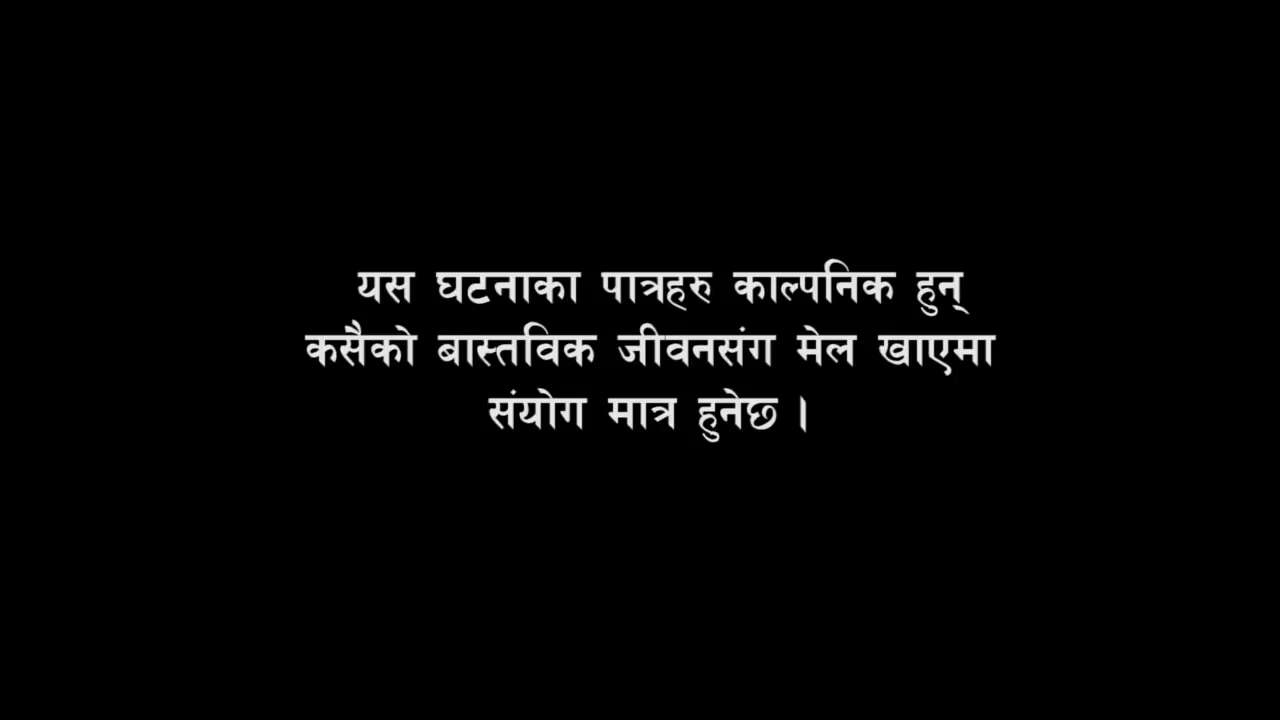 यस घटनाका पात्रहरु काल्पनिक हुन्
कसैको बास्तविक जीवनसंग मेल खाएमा
संयोग मात्र हुनेछ ।